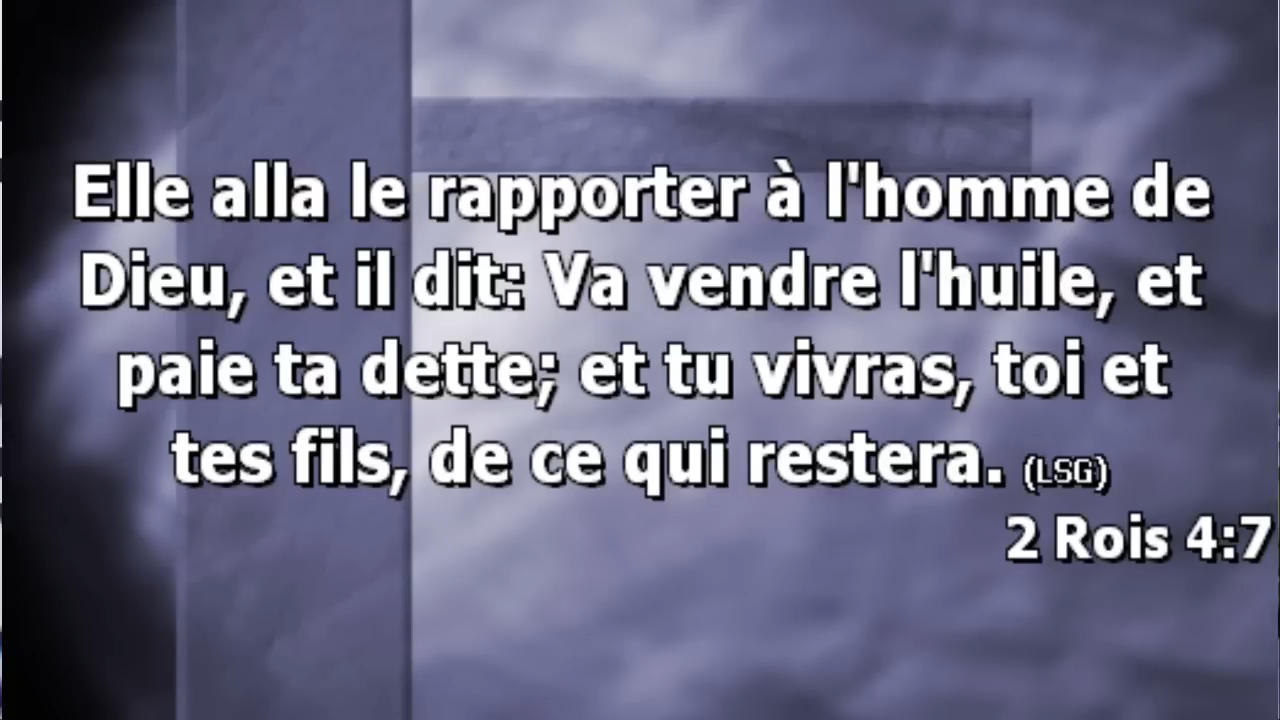 Elle alla le rapporter à l'homme de
Dieu, et il dit: Va vendre l'huile, et
paie ta dette; et tu vivras, toi et
tes fils, de ce qui restera. (LSG)
2 Rois 4:7